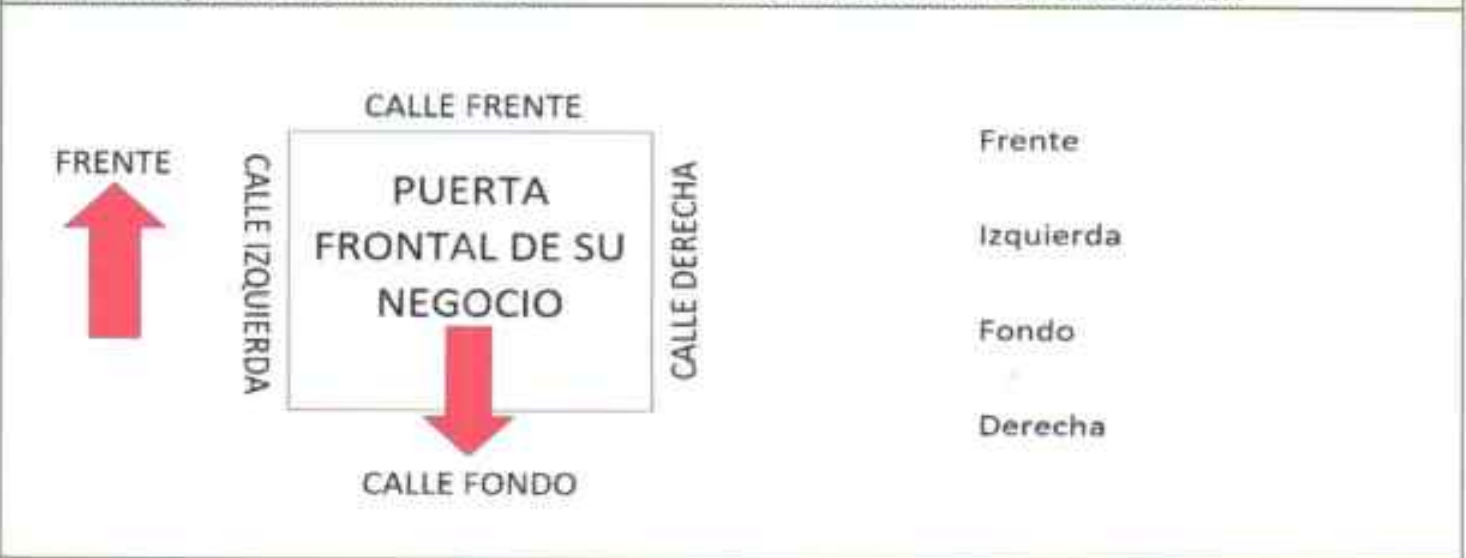 CALLE FRENTE
FRENTE
CALLE IZQUIERDA
PUERTA
FRONTAL DE SU
NEGOCIO
CALLE DERECHA
CALLE FONDO
Frente
Izquierda
Fondo
Derecha